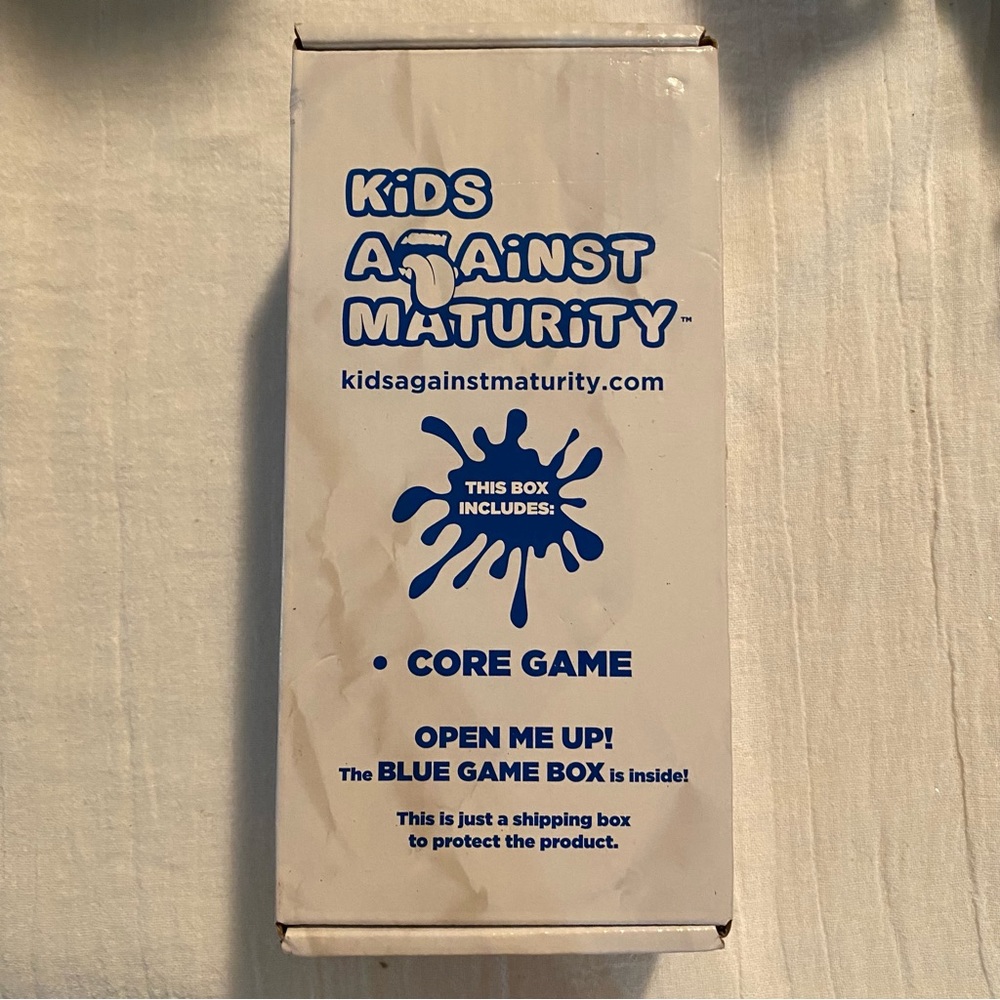 KiDS
AGAiNST
MATURiTY™
kidsagainstmaturity.com
THIS BOX
INCLUDES:
• CORE GAME
OPEN ME UP!
The BLUE GAME BOX is inside!
This is just a shipping box
to protect the product.